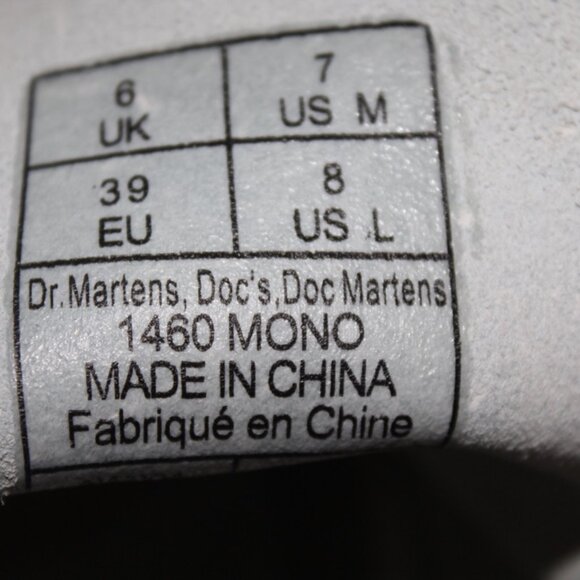 6 7
UK US M
39 8
EU US L
Dr.Martens, Doc's,Doc Martens
1460 MONO
MADE IN CHINA
Fabriqué en Chine